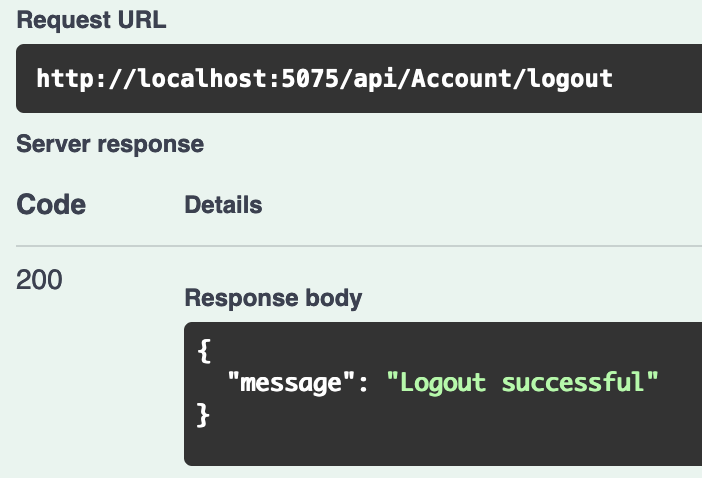 Request URL
http://localhost:5075/api/Account/logout
Server response
Code Details
200
Response body
{
"message": "Logout successful"
}